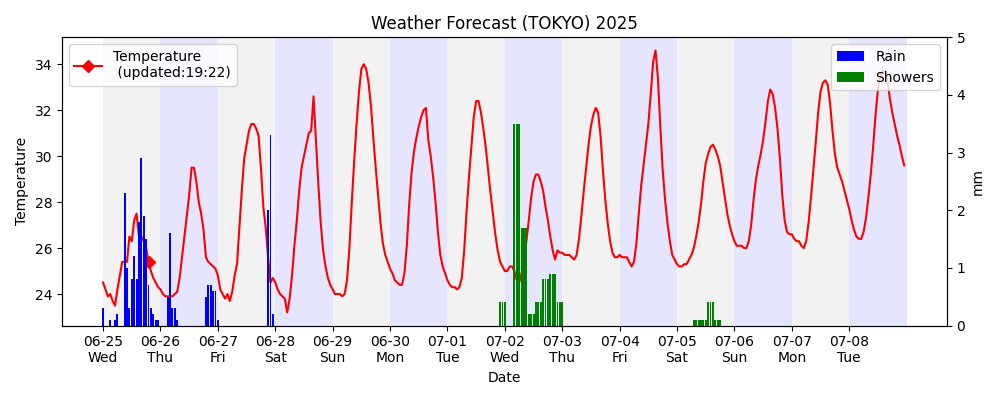 Weather Forecast (TOKYO) 2025
Temperature
(updated:19:22)
Rain
Showers
Temperature
34
32
30
28
26
24
5
4
3
2
1
0
mm
06-25 06-26 06-27 06-28 06-29 06-30 07-01 07-02 07-03 07-04 07-05 07-06 07-07 07-08
Wed Thu Fri Sat Sun Mon Tue Wed Thu Fri Sat Sun Mon Tue
Date